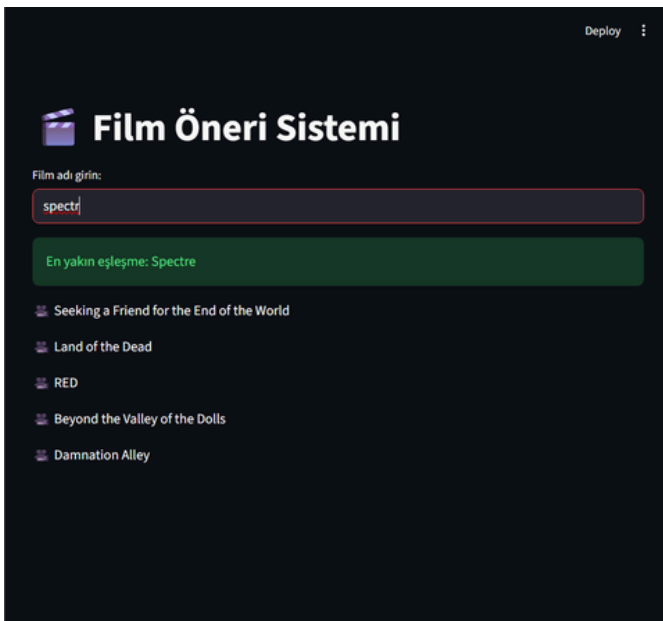 Deploy
Film Öneri Sistemi
Film adı girin:
spectr
En yakın eşleşme: Spectre
Seeking a Friend for the End of the World
Land of the Dead
RED
Beyond the Valley of the Dolls
Damnation Alley